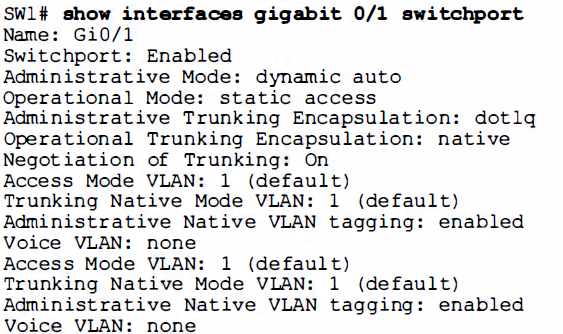 SW1# show interfaces gigabit 0/1 switchport
Name: Gi0/1
Switchport: Enabled
Administrative Mode: dynamic auto
Operational Mode: static access
Administrative Trunking Encapsulation: dot1q
Operational Trunking Encapsulation: native
Negotiation of Trunking: On
Access Mode VLAN: 1 (default)
Trunking Native Mode VLAN: 1 (default)
Administrative Native VLAN tagging: enabled
Voice VLAN: none
Access Mode VLAN: 1 (default)
Trunking Native Mode VLAN: 1 (default)
Administrative Native VLAN tagging: enabled
Voice VLAN: none